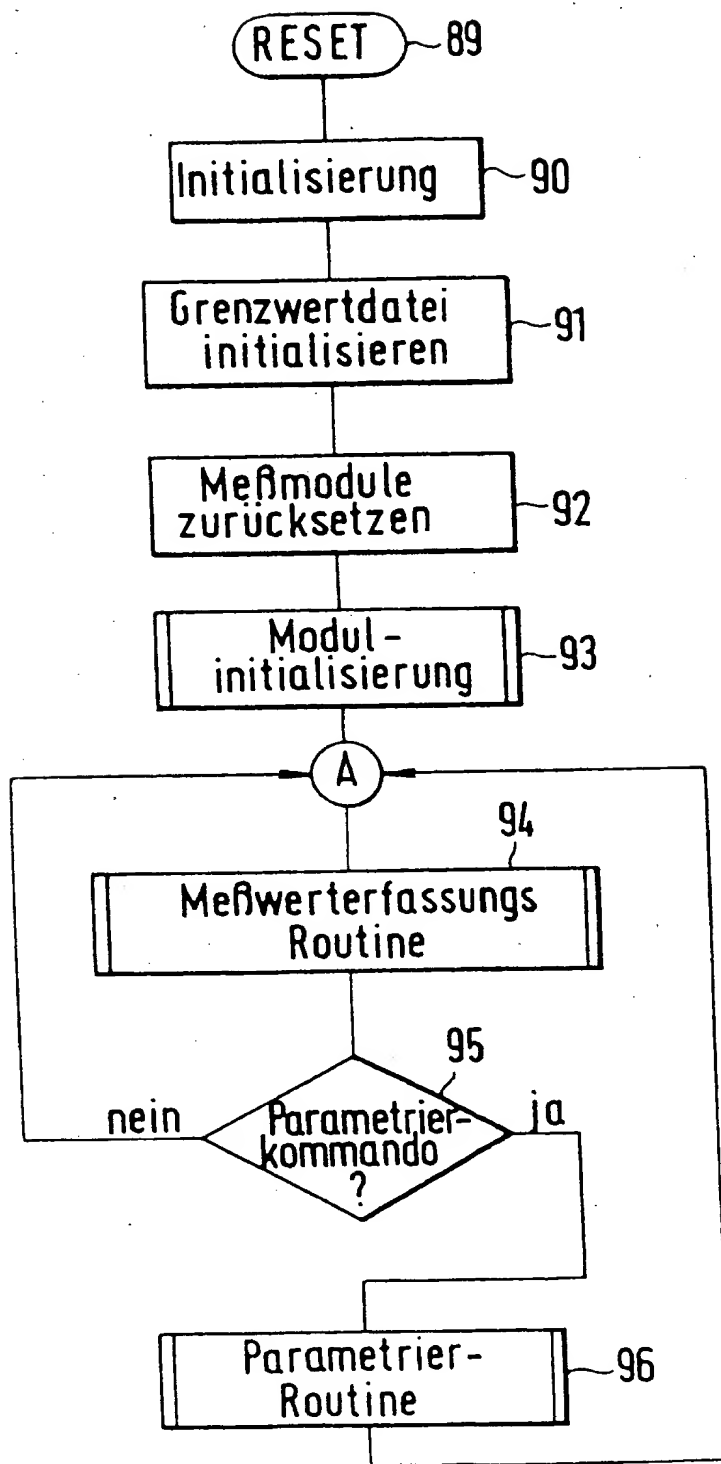 RESET 89
Initialisierung 90
Grenzwertdatei
initialisieren 91
Meßmodule
zurücksetzen 92
Modul-
initialisierung 93
A
94
Meßwerterfassungs
Routine
95
nein Parametrier- ja
kommando
?
Parametrier-
Routine 96